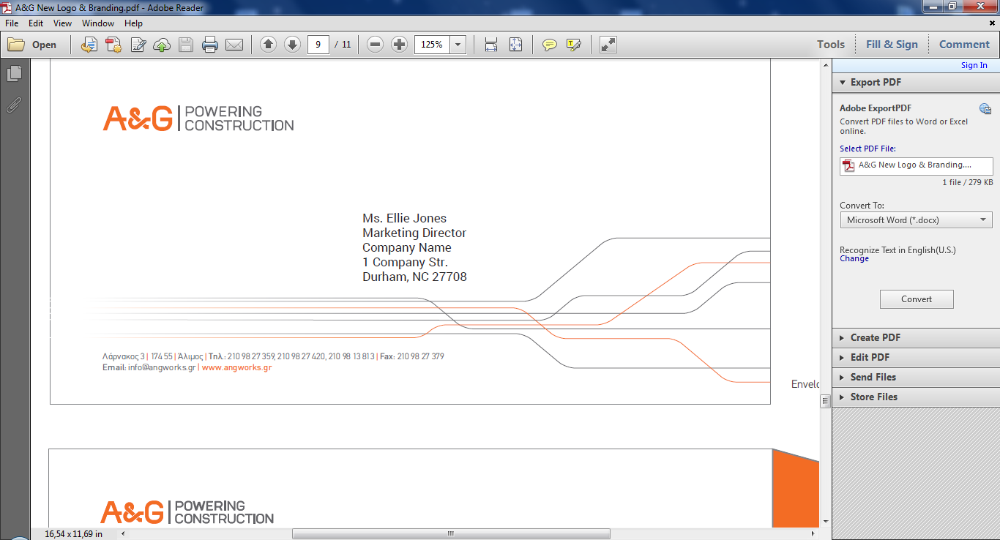 A&G New Logo & Branding.pdf - Adobe Reader
File Edit View Window Help
Open 9 / 11 125% Tools Fill & Sign Comment
Sign In
Export PDF
Adobe ExportPDF
Convert PDF files to Word or Excel
online.
Select PDF File:
A&G New Logo & Branding....
1 file / 279 KB
Convert To:
Microsoft Word (*.docx)
Recognize Text in English(U.S.)
Change
Convert
Create PDF
Edit PDF
Send Files
Store Files
A&G | POWERING
CONSTRUCTION
Ms. Ellie Jones
Marketing Director
Company Name
1 Company Str.
Durham, NC 27708
Λάρνακος 3 | 174 55 | Άλιμος | Τηλ.: 210 98 27 359, 210 98 27 420, 210 98 13 813 | Fax: 210 98 27 379
Email: info@angworks.gr | www.angworks.gr
Envelo
A&G | POWERING
CONSTRUCTION
16,54 x 11,69 in